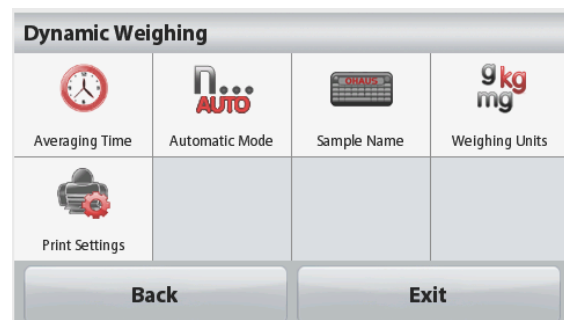 Dynamic Weighing
n...
AUTO
Averaging Time
Automatic Mode
OHAUS
Sample Name
g kg
mg
Weighing Units
Print Settings
Back
Exit